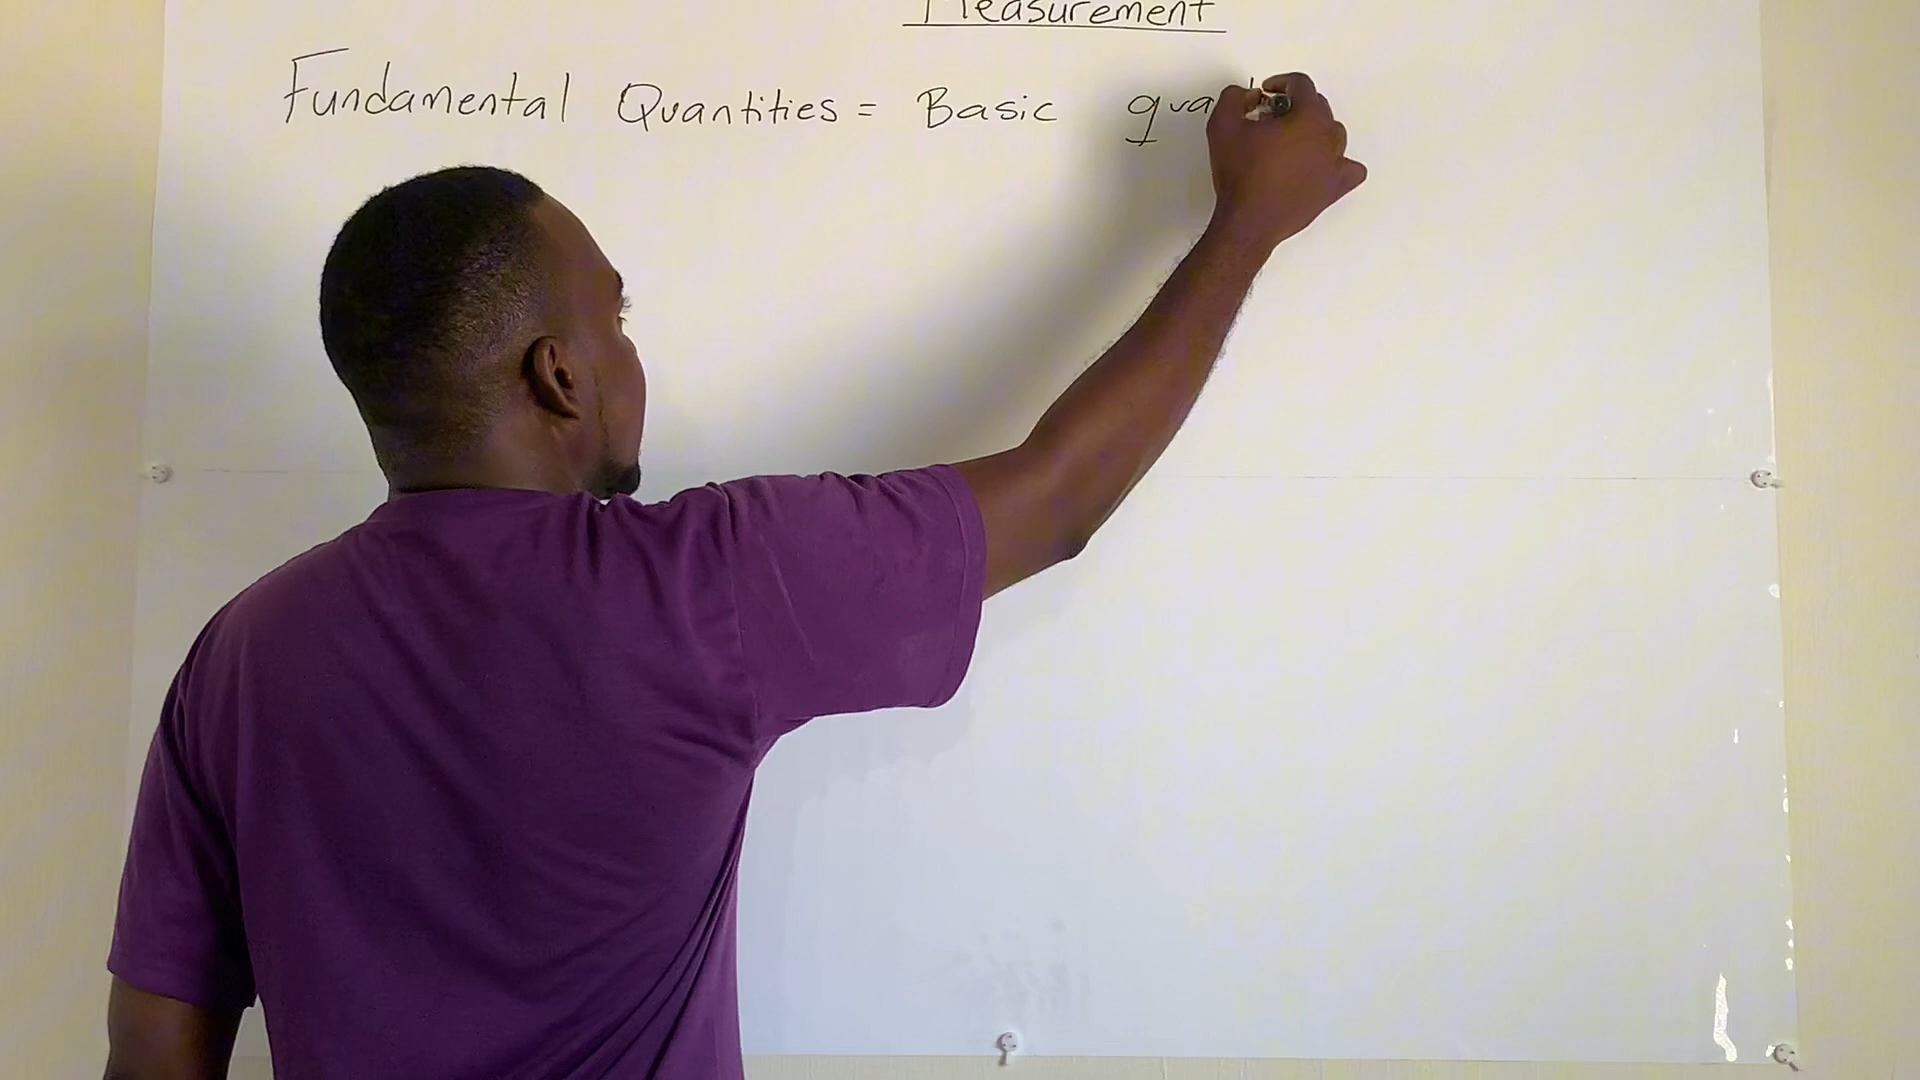 Measurement
Fundamental Quantities = Basic